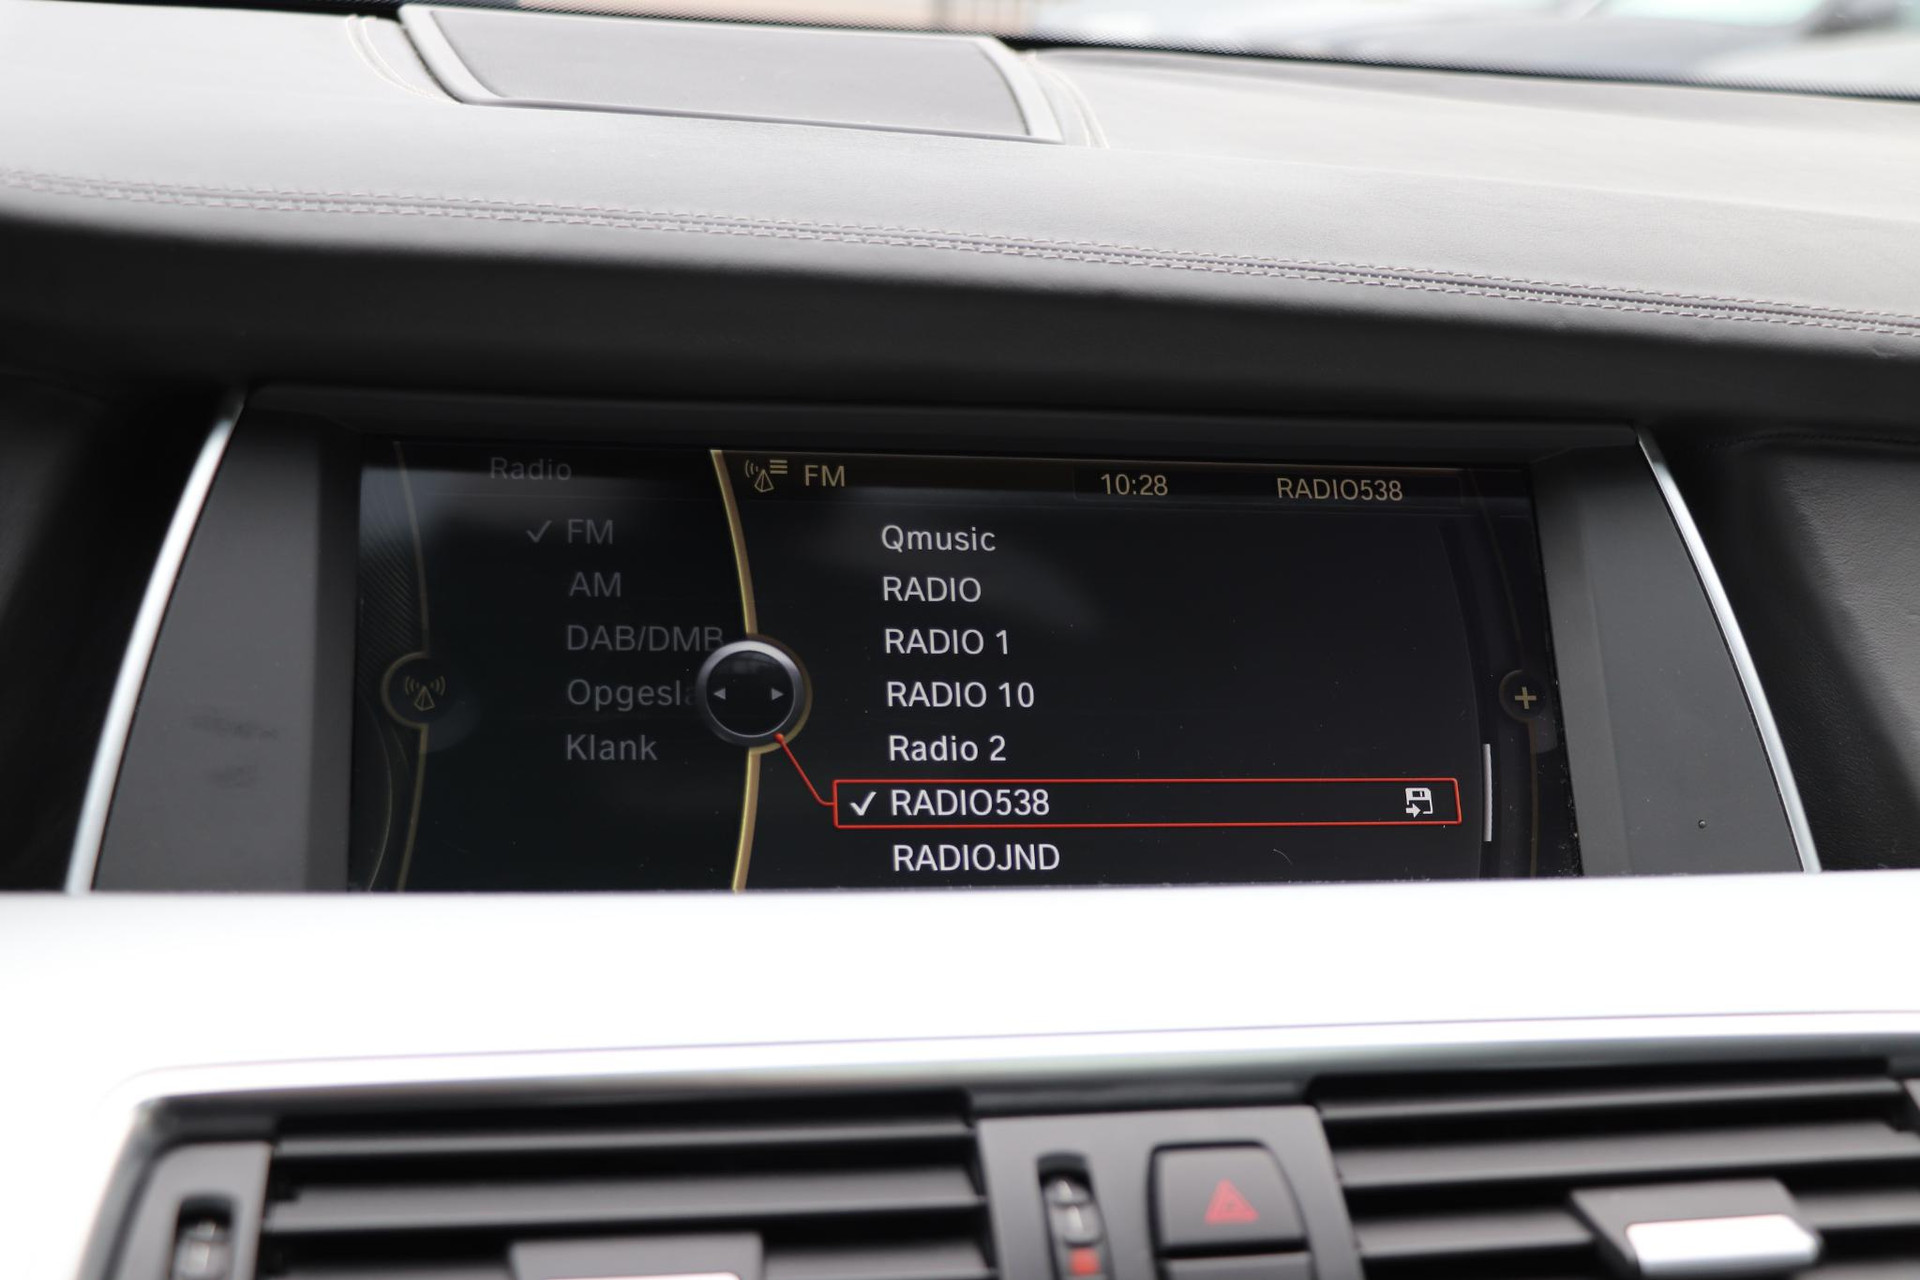 Radio
FM 10:28 RADIO538
FM
AM
DAB/DMB
Klank
Qmusic
RADIO
RADIO 1
RADIO 10
Radio 2
RADIO538
RADIOJND